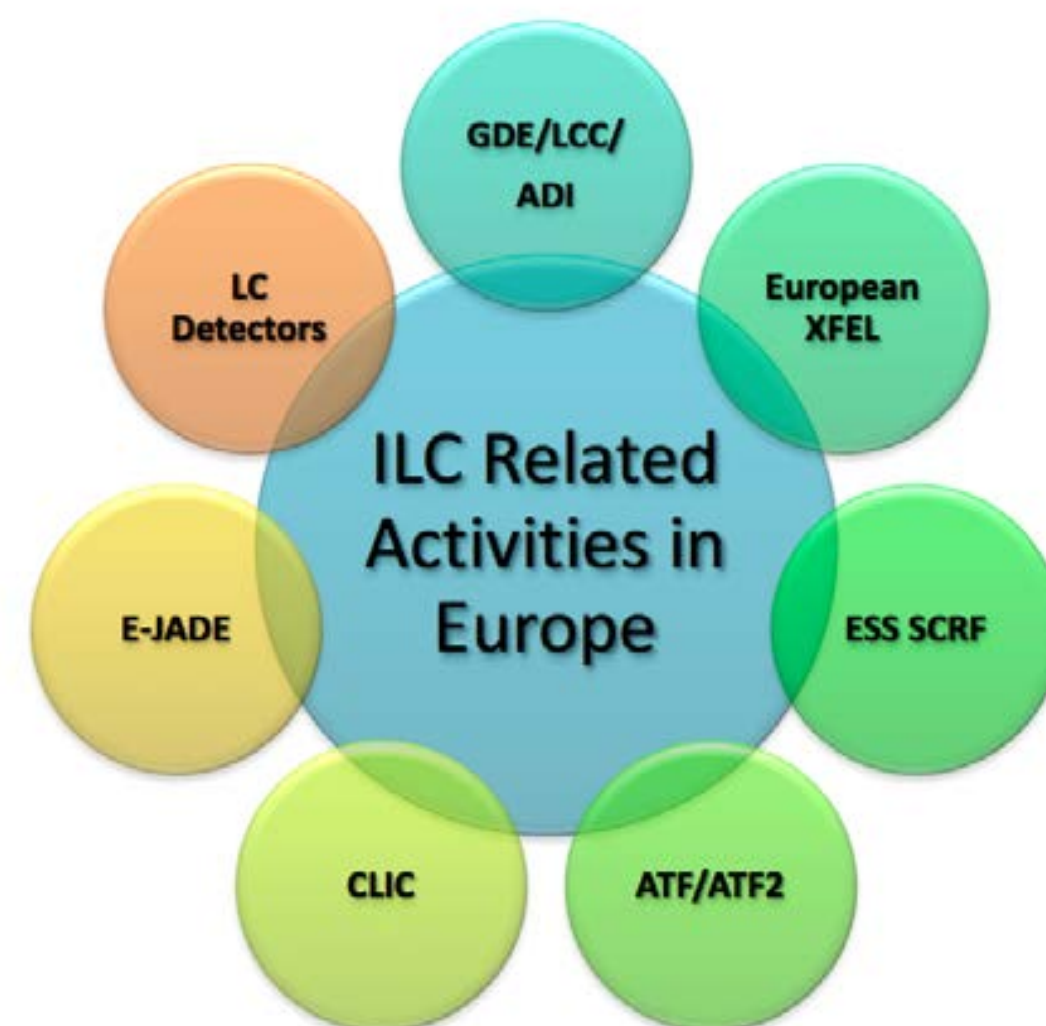 GDE/LCC/
ADI
European
XFEL
ESS SCRF
ATF/ATF2
CLIC
E-JADE
LC
Detectors
ILC Related
Activities in
Europe